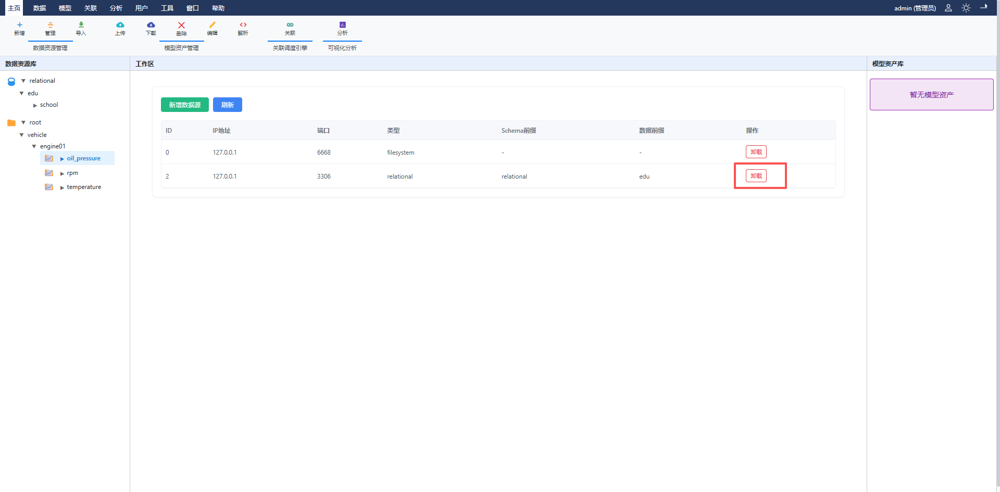 主页 数据 模型 关联 分析 用户 工具 窗口 帮助 admin (管理员)
新增 管理 导入 上传 下载 删除 编辑 解析 关联 分析
数据资源管理 模型资产管理 关联调度引擎 可视化分析
数据资源库
relational
edu
school
root
vehicle
engine01
oil_pressure
rpm
temperature
工作区
新增数据源 刷新
ID IP地址 端口 类型 Schema前缀 数据前缀 操作
0 127.0.0.1 6668 filesystem - - 卸载
2 127.0.0.1 3306 relational relational edu 卸载
模型资产库
暂无模型资产